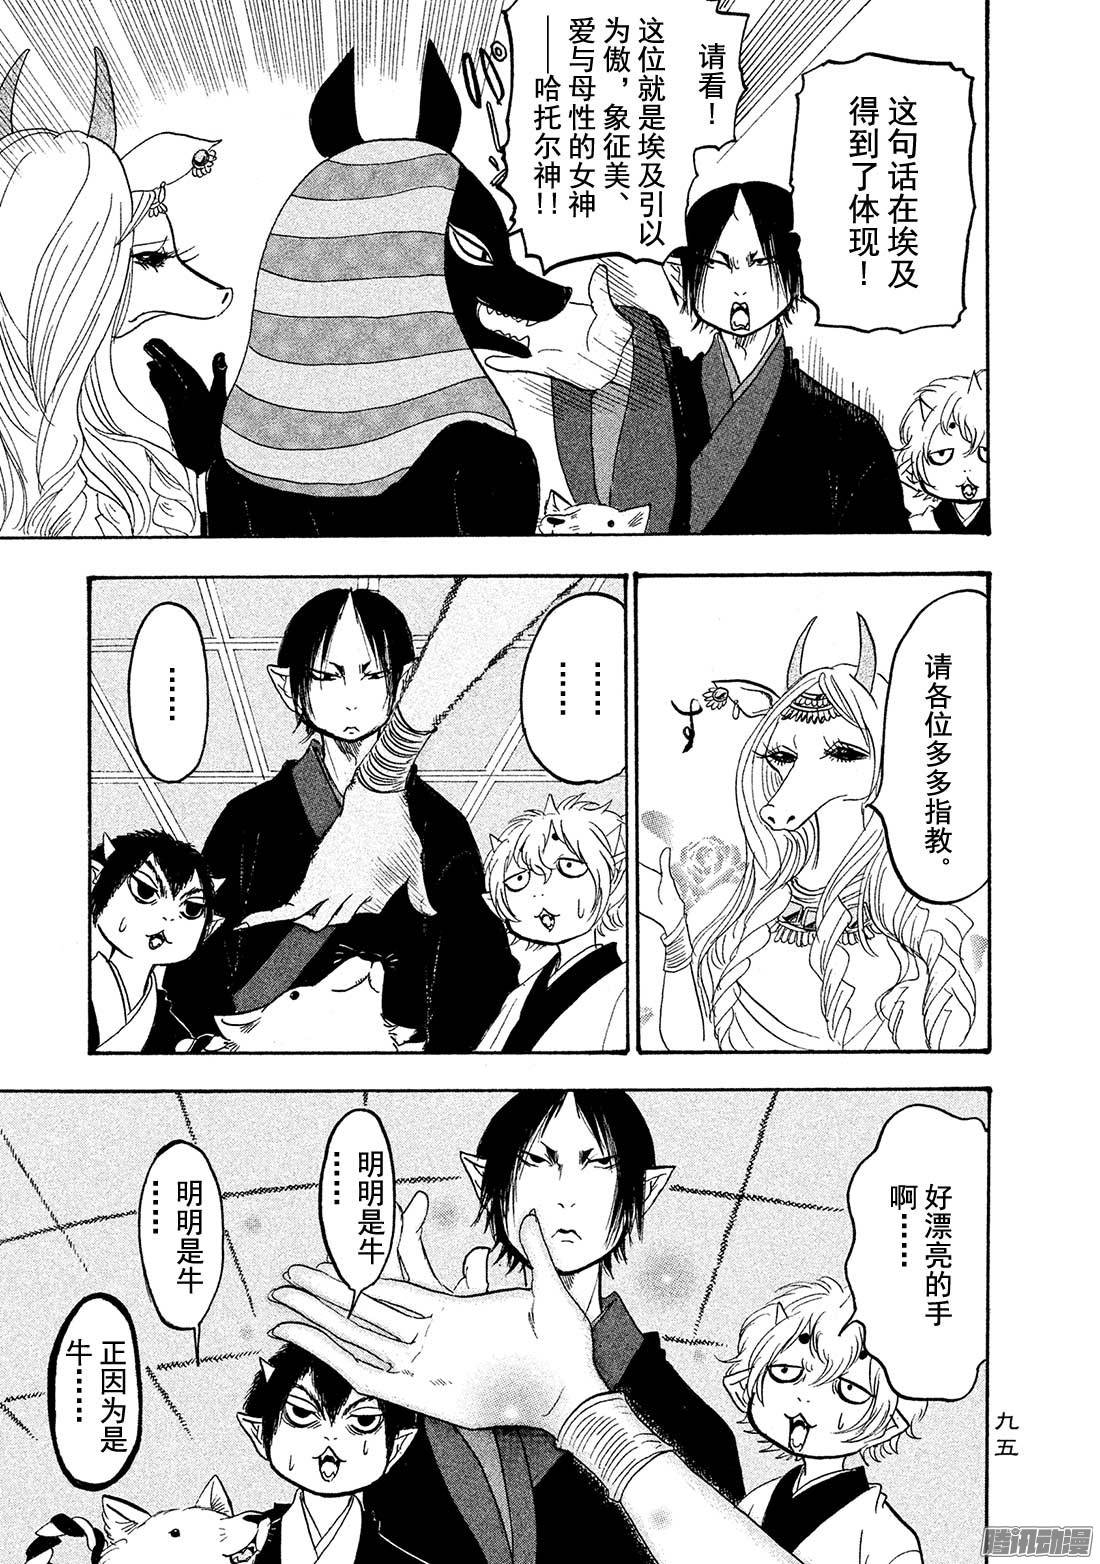 这句话在埃及
得到了体现！
请看！
这位就是埃及引以
为傲，象征美、
爱与母性的女神
——哈托尔神！！
请各位多多指教。
……
……
……
好漂亮的手
啊……
明明是牛
……
明明是牛
……
正因为是
牛……
九五
腾讯动漫